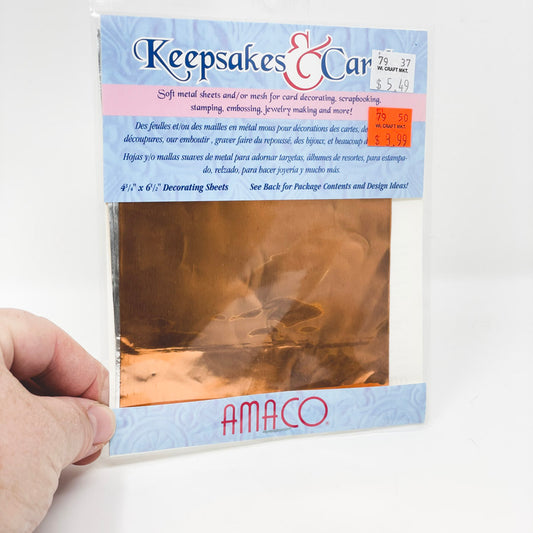 Keepsakes & Car
79 37
W. CRAFT MKT.
$ 5.49
Soft metal sheets and/or mesh for card decorating, scrapbooking,
stamping, embossing, jewelry making and more!
79 50
W. CRAFT MKT.
$ 3.99
Des feuilles et/ou des mailles en métal mous pour décorations des cartes, de
découpures, our emboutir , graver faire du repoussé, des bijoux, et beaucoup
Hojas y/o mallas suaves de metal para adornar targetas, álbumes de resortes, para estampa-
do, relzado, para hacer joyería y mucho más.
4¼" x 6½" Decorating Sheets See Back for Package Contents and Design Ideas!
AMACO®